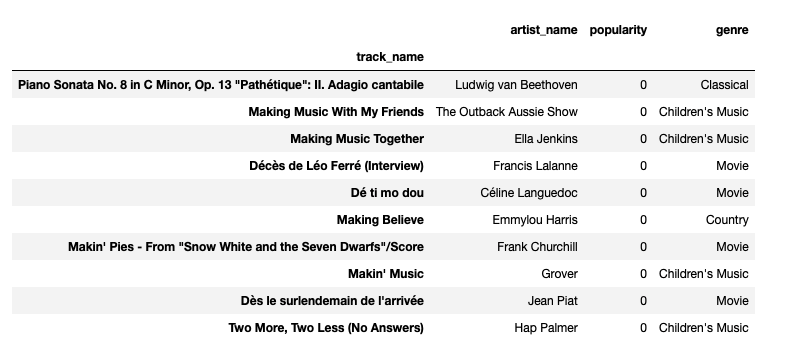 artist_name popularity genre
track_name
Piano Sonata No. 8 in C Minor, Op. 13 "Pathétique": II. Adagio cantabile Ludwig van Beethoven 0 Classical
Making Music With My Friends The Outback Aussie Show 0 Children's Music
Making Music Together Ella Jenkins 0 Children's Music
Décès de Léo Ferré (Interview) Francis Lalanne 0 Movie
Dé ti mo dou Céline Languedoc 0 Movie
Making Believe Emmylou Harris 0 Country
Makin' Pies - From "Snow White and the Seven Dwarfs"/Score Frank Churchill 0 Movie
Makin' Music Grover 0 Children's Music
Dès le surlendemain de l'arrivée Jean Piat 0 Movie
Two More, Two Less (No Answers) Hap Palmer 0 Children's Music